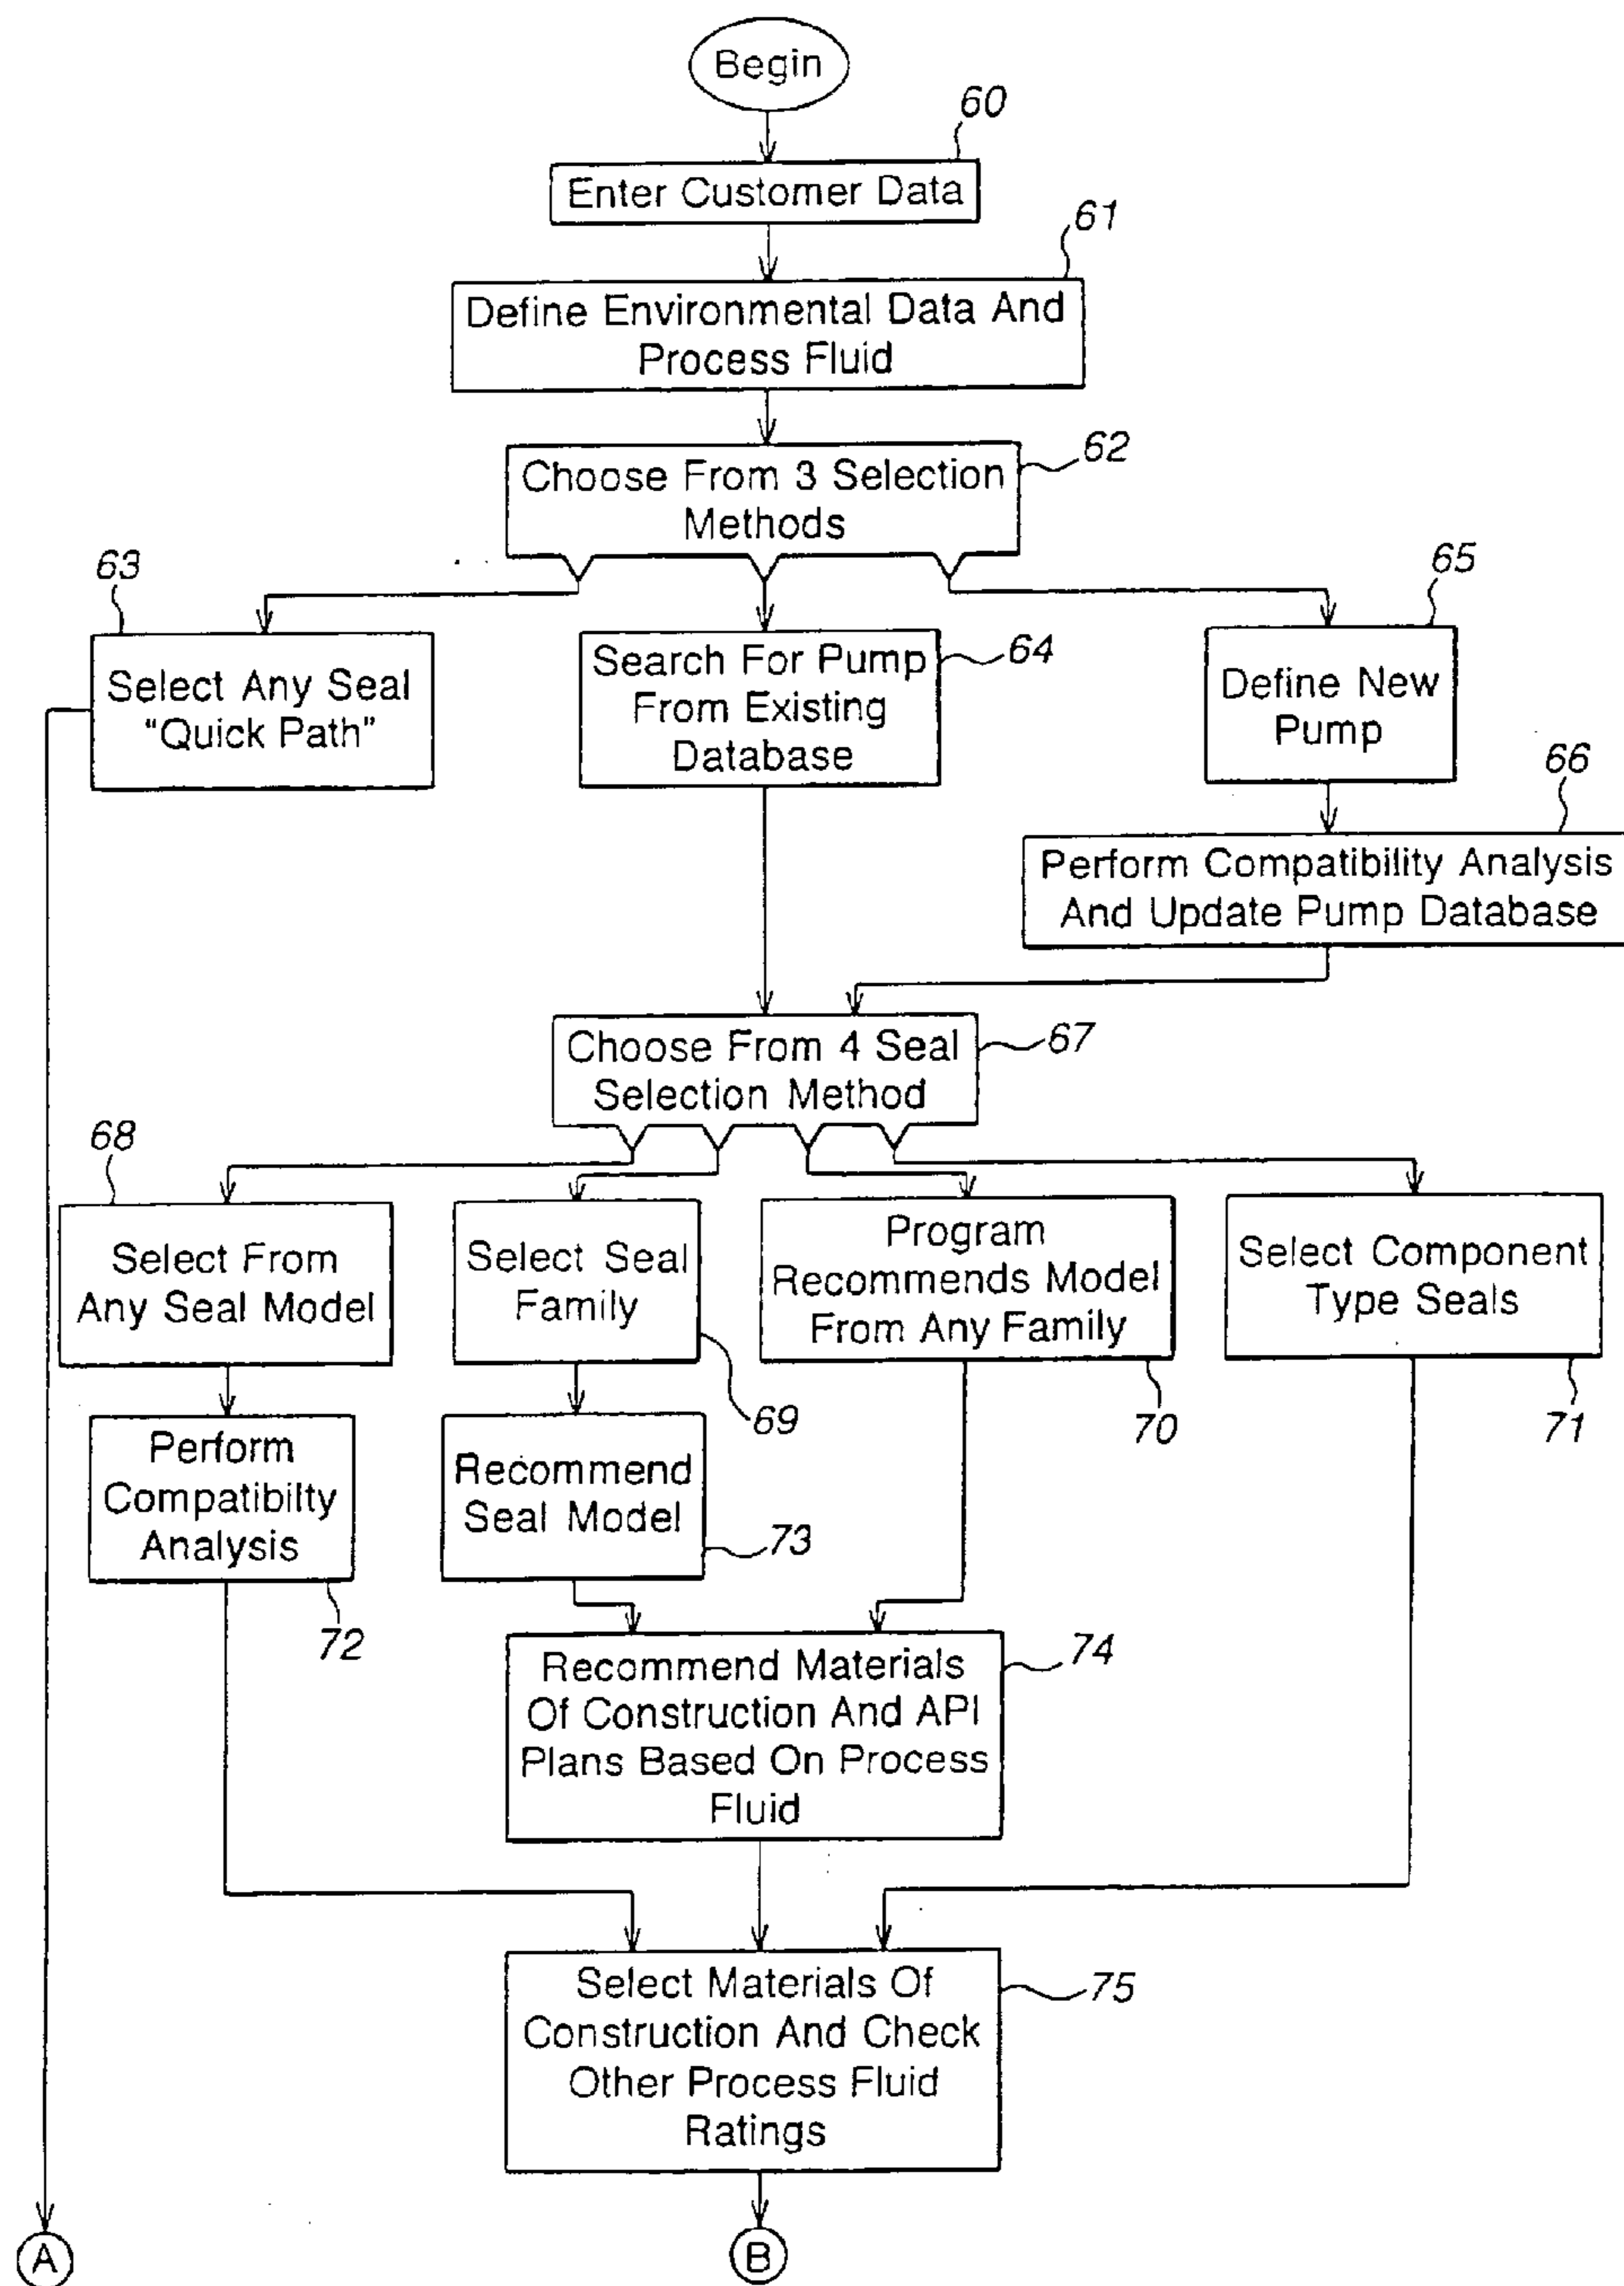 Begin
60
Enter Customer Data
61
Define Environmental Data And
Process Fluid
62
Choose From 3 Selection
Methods
63
Select Any Seal
"Quick Path"
64
Search For Pump
From Existing
Database
65
Define New
Pump
66
Perform Compatibility Analysis
And Update Pump Database
67
Choose From 4 Seal
Selection Method
68
Select From
Any Seal Model
Select Seal
Family
69
Program
Recommends Model
From Any Family
70
Select Component
Type Seals
71
Perform
Compatibilty
Analysis
72
Recommend
Seal Model
73
Recommend Materials
Of Construction And API
Plans Based On Process
Fluid
74
Select Materials Of
Construction And Check
Other Process Fluid
Ratings
75
A
B